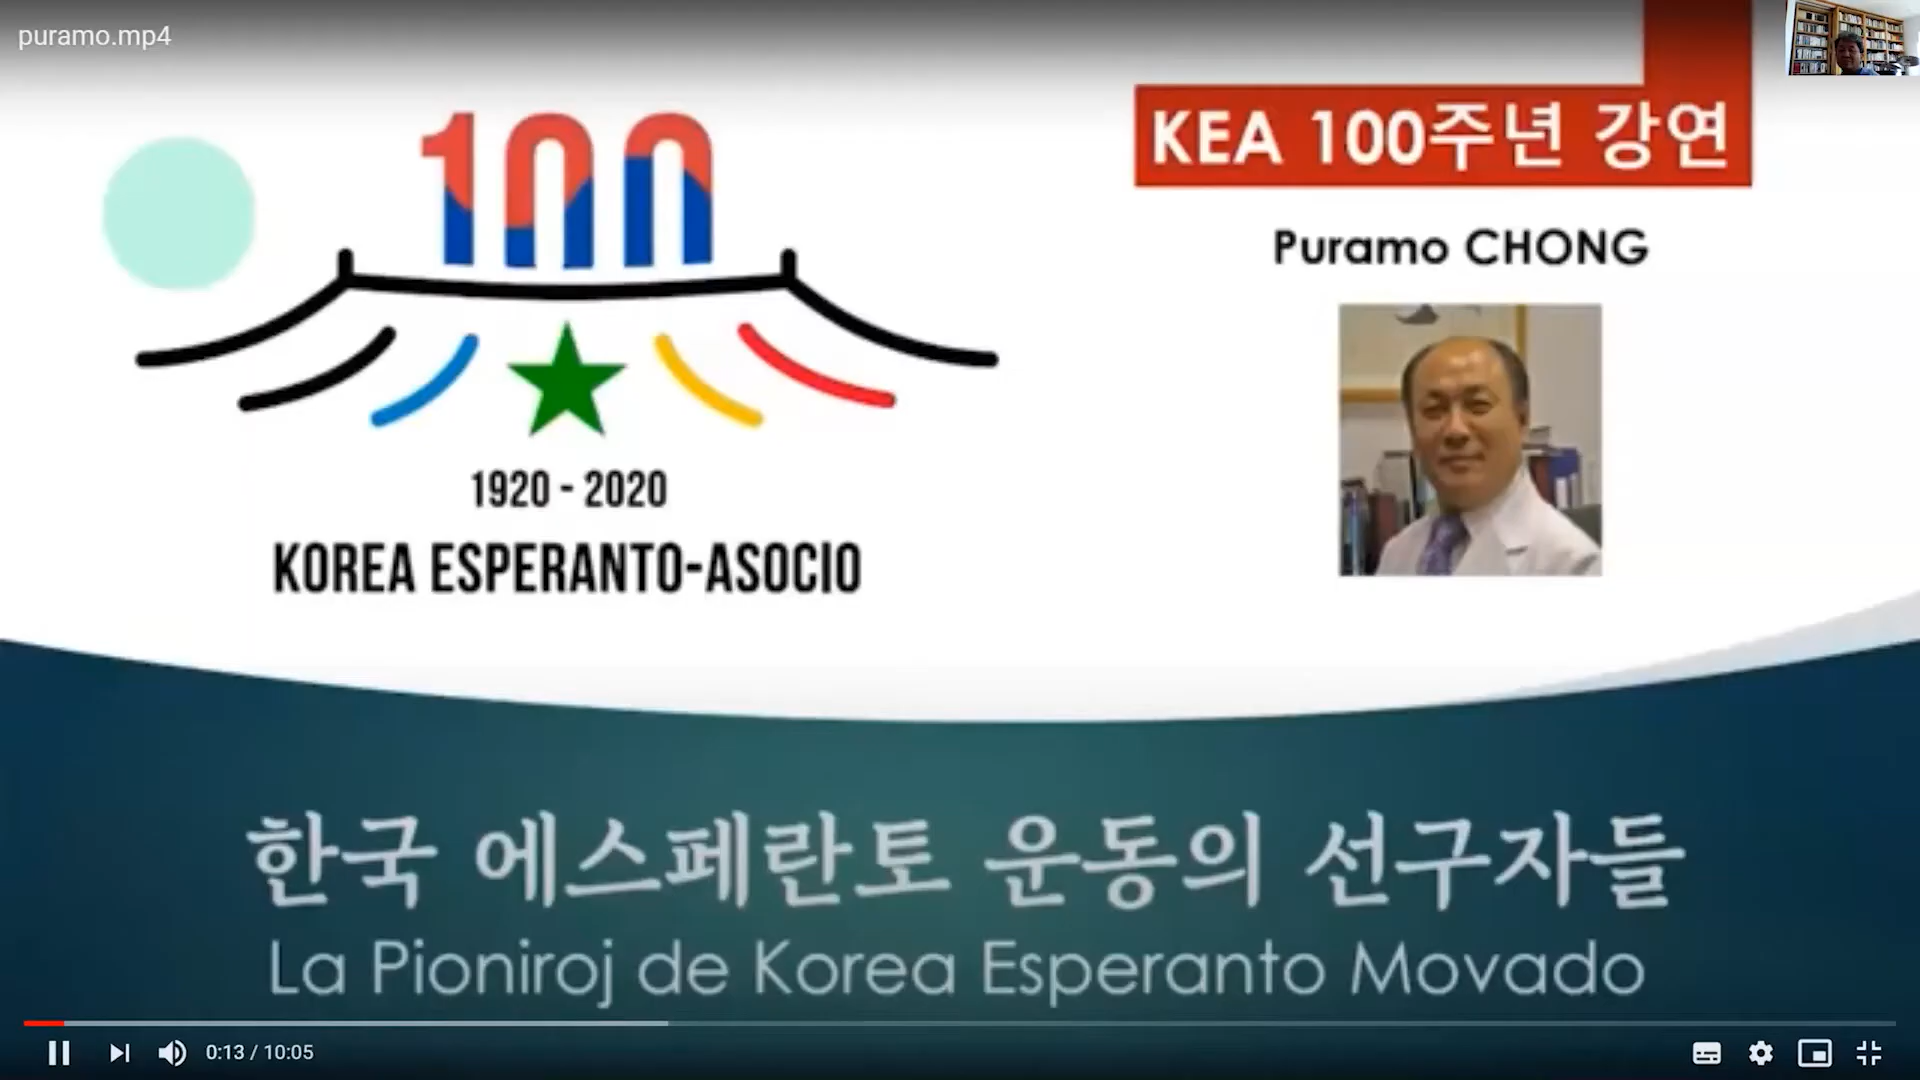 puramo.mp4
100
1920 - 2020
KOREA ESPERANTO-ASOCIO
KEA 100주년 강연
Puramo CHONG
한국 에스페란토 운동의 선구자들
La Pioniroj de Korea Esperanto Movado
0:13 / 10:05